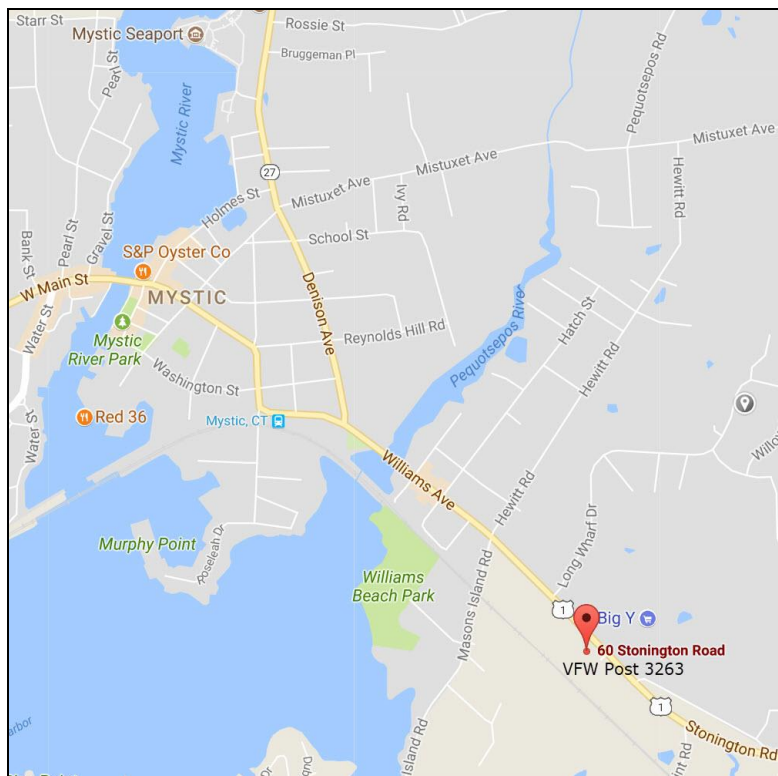 Starr St
Mystic Seaport
Rossie St
Bruggeman Pl
Pearl St
Mystic River
Pequotsepos Rd
Mistuxet Ave
Mistuxet Ave
27
Hewitt Rd
Holmes St
Ivy Rd
Bank St
Pearl St
Gravel St
School St
S&P Oyster Co
W Main St
MYSTIC
Denison Ave
Water St
Mystic
River Park
Reynolds Hill Rd
Pequotsepos River
Hatch St
Hewitt Rd
Washington St
Water St
Red 36
Mystic, CT
Williams Ave
Hewitt Rd
Willow
Long Wharf Dr
Murphy Point
Roseleah Dr
Williams
Beach Park
Masons Island Rd
1
Big Y
60 Stonington Road
VFW Post 3263
1
Stonington Rd